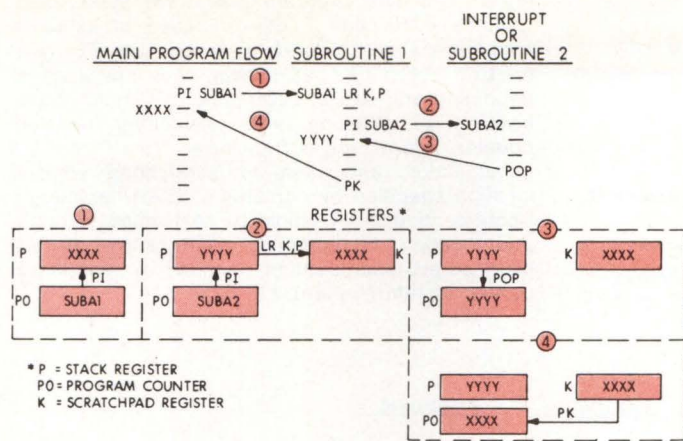 INTERRUPT
OR
MAIN PROGRAM FLOW SUBROUTINE 1 SUBROUTINE 2
1
PI SUBA1 SUBA1 LR K,P
XXXX 4 2
PI SUBA2 SUBA2
YYYY 3
POP
PK
REGISTERS*
1 2 3
P XXXX P YYYY LR K,P XXXX K P YYYY K XXXX
PI PI POP
PO SUBA1 PO SUBA2 PO YYYY
4
*P = STACK REGISTER P YYYY K XXXX
PO = PROGRAM COUNTER PO XXXX PK
K = SCRATCHPAD REGISTER